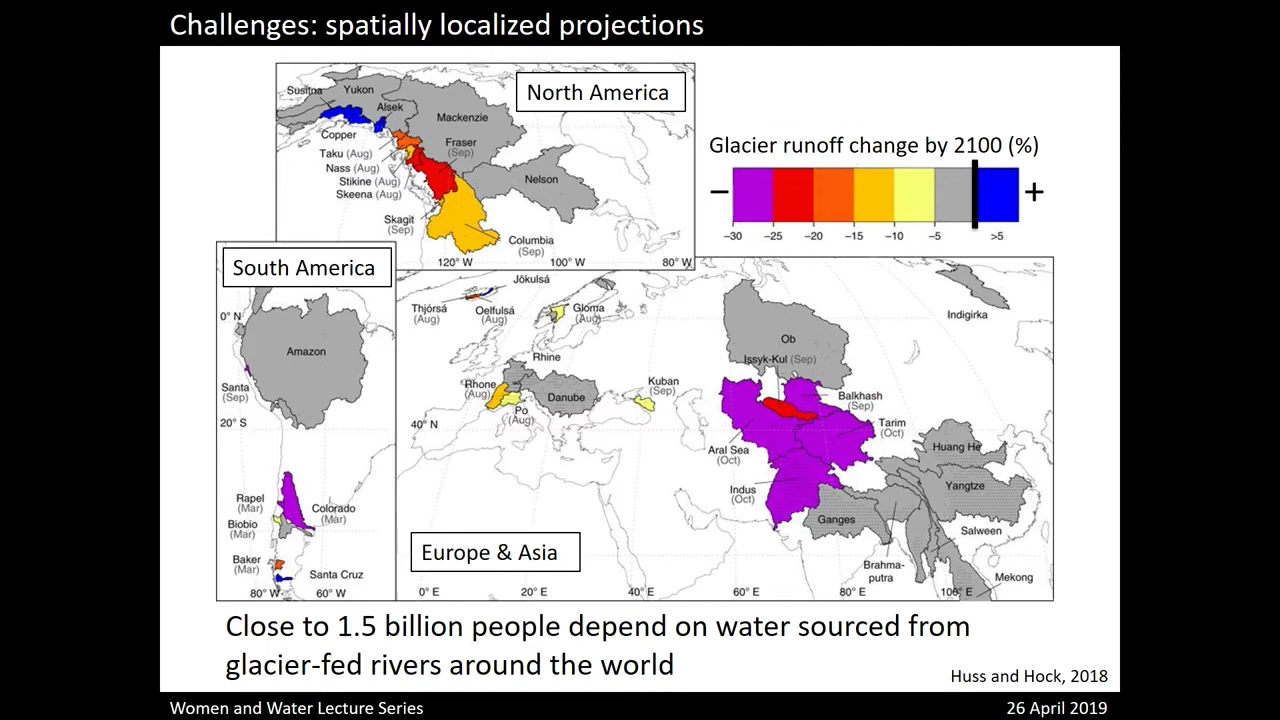 Challenges: spatially localized projections
North America
Susitna
Yukon
Alsek
Mackenzie
Copper
Fraser
(Sep)
Taku (Aug)
Nass (Aug)
Stikine (Aug)
Skeena (Aug)
Nelson
Skagit
(Sep)
Columbia
(Sep)
120° W
100° W
80° W
Glacier runoff change by 2100 (%)
−
+
-30
-25
-20
-15
-10
-5
>5
South America
0° N
Amazon
Santa
(Sep)
20° S
Rapel
(Mar)
Colorado
(Mar)
Biobio
(Mar)
Baker
(Mar)
Santa Cruz
80° W
60° W
Jökulsá
Thjórsá
(Aug)
Oelfulsá
(Aug)
Gloma
(Aug)
Indigirka
Ob
Rhine
Issyk-Kul (Sep)
Rhone
(Aug)
Danube
Kuban
(Sep)
Po
(Aug)
Balkhash
(Sep)
40° N
Tarim
(Oct)
Aral Sea
(Oct)
Huang He
Indus
(Oct)
Yangtze
Ganges
Salween
Europe & Asia
Brahma-
putra
Mekong
0° E
20° E
40° E
60° E
80° E
100° E
Close to 1.5 billion people depend on water sourced from
glacier-fed rivers around the world
Huss and Hock, 2018
Women and Water Lecture Series
26 April 2019